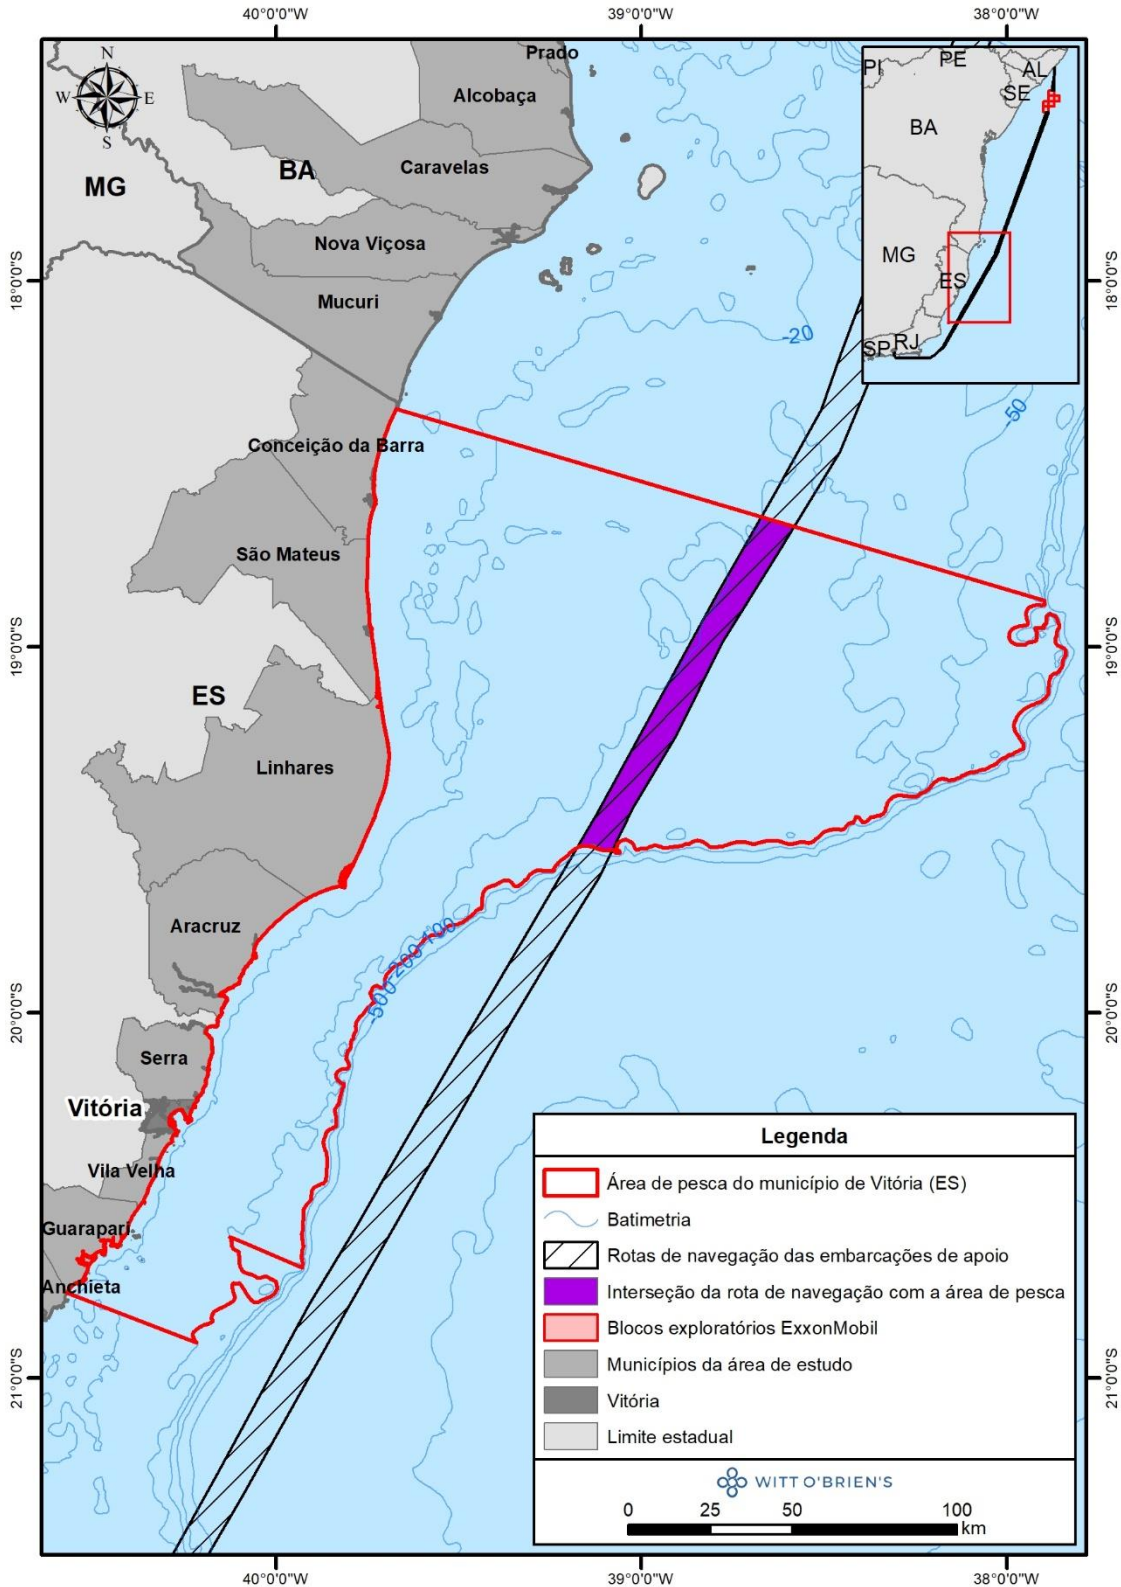 40°0'0"W
39°0'0"W
38°0'0"W
N
W
E
S
MG
BA
Prado
Alcobaça
Caravelas
Nova Viçosa
Mucuri
PI
PE
AL
SE
BA
MG
ES
SP
RJ
18°0'0"S
18°0'0"S
-20
-50
Conceição da Barra
São Mateus
19°0'0"S
19°0'0"S
ES
Linhares
Aracruz
-100
-200
-500
20°0'0"S
20°0'0"S
Serra
Vitória
Vila Velha
Guarapari
Anchieta
21°0'0"S
21°0'0"S
Legenda
Área de pesca do município de Vitória (ES)
Batimetria
Rotas de navegação das embarcações de apoio
Interseção da rota de navegação com a área de pesca
Blocos exploratórios ExxonMobil
Municípios da área de estudo
Vitória
Limite estadual
WITT O'BRIEN'S
0 25 50 100
km
40°0'0"W
39°0'0"W
38°0'0"W